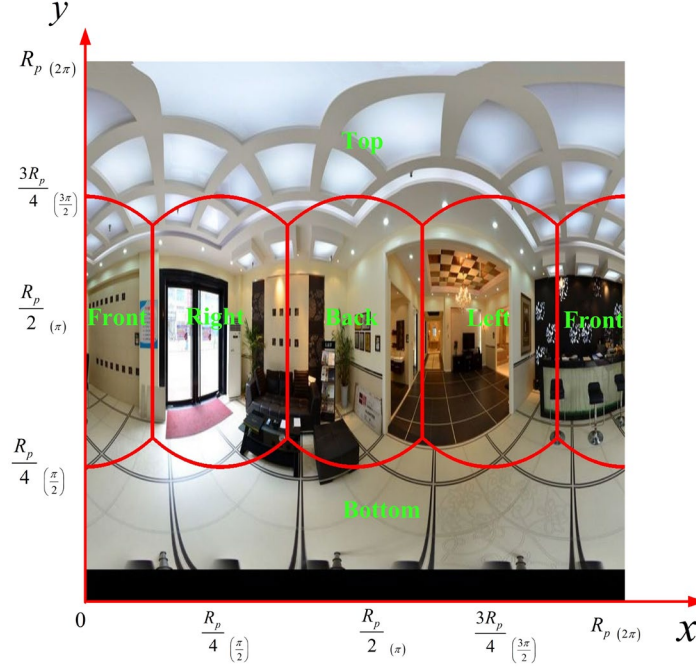 y
R_p (2π)
Top
3R_p/4 (3π/2)
R_p/2 (π)
Front Right Back Left Front
R_p/4 (π/2)
Bottom
0 R_p/4 (π/2) R_p/2 (π) 3R_p/4 (3π/2) R_p (2π) x